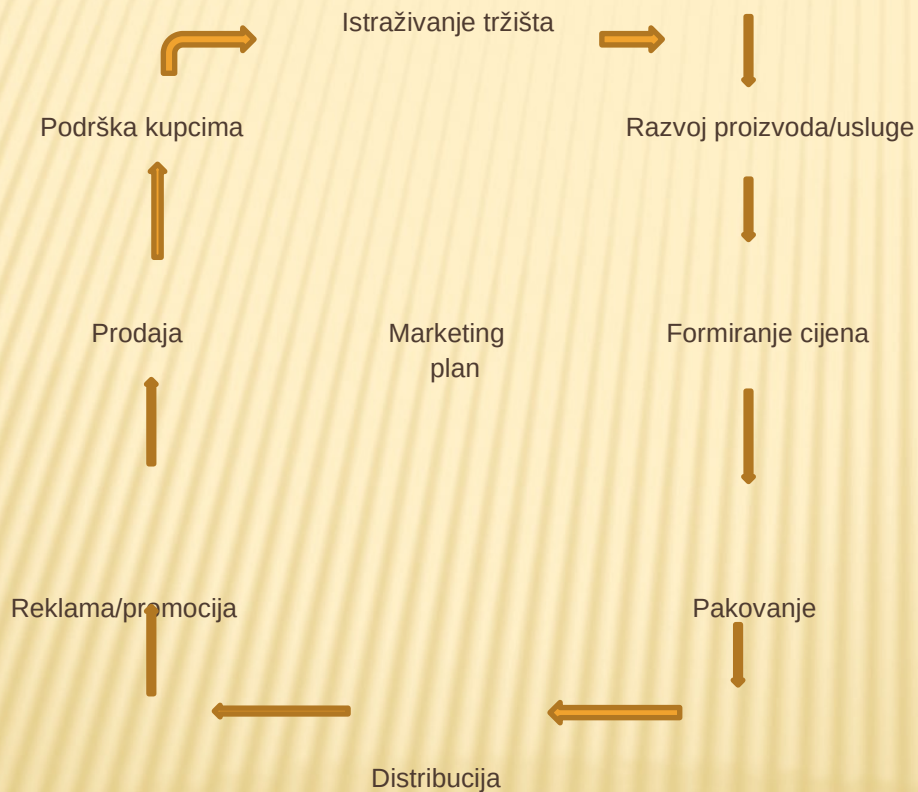 Istraživanje tržišta
Podrška kupcima
Razvoj proizvoda/usluge
Prodaja
Marketing
plan
Formiranje cijena
Reklama/promocija
Pakovanje
Distribucija